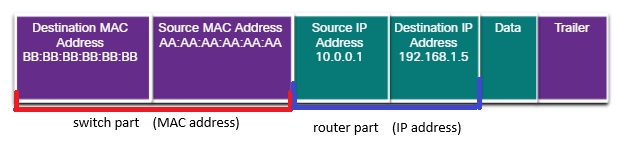 Destination MAC
Address
BB:BB:BB:BB:BB:BB
Source MAC Address
AA:AA:AA:AA:AA:AA
Source IP
Address
10.0.0.1
Destination IP
Address
192.168.1.5
Data
Trailer
switch part (MAC address)
router part (IP address)